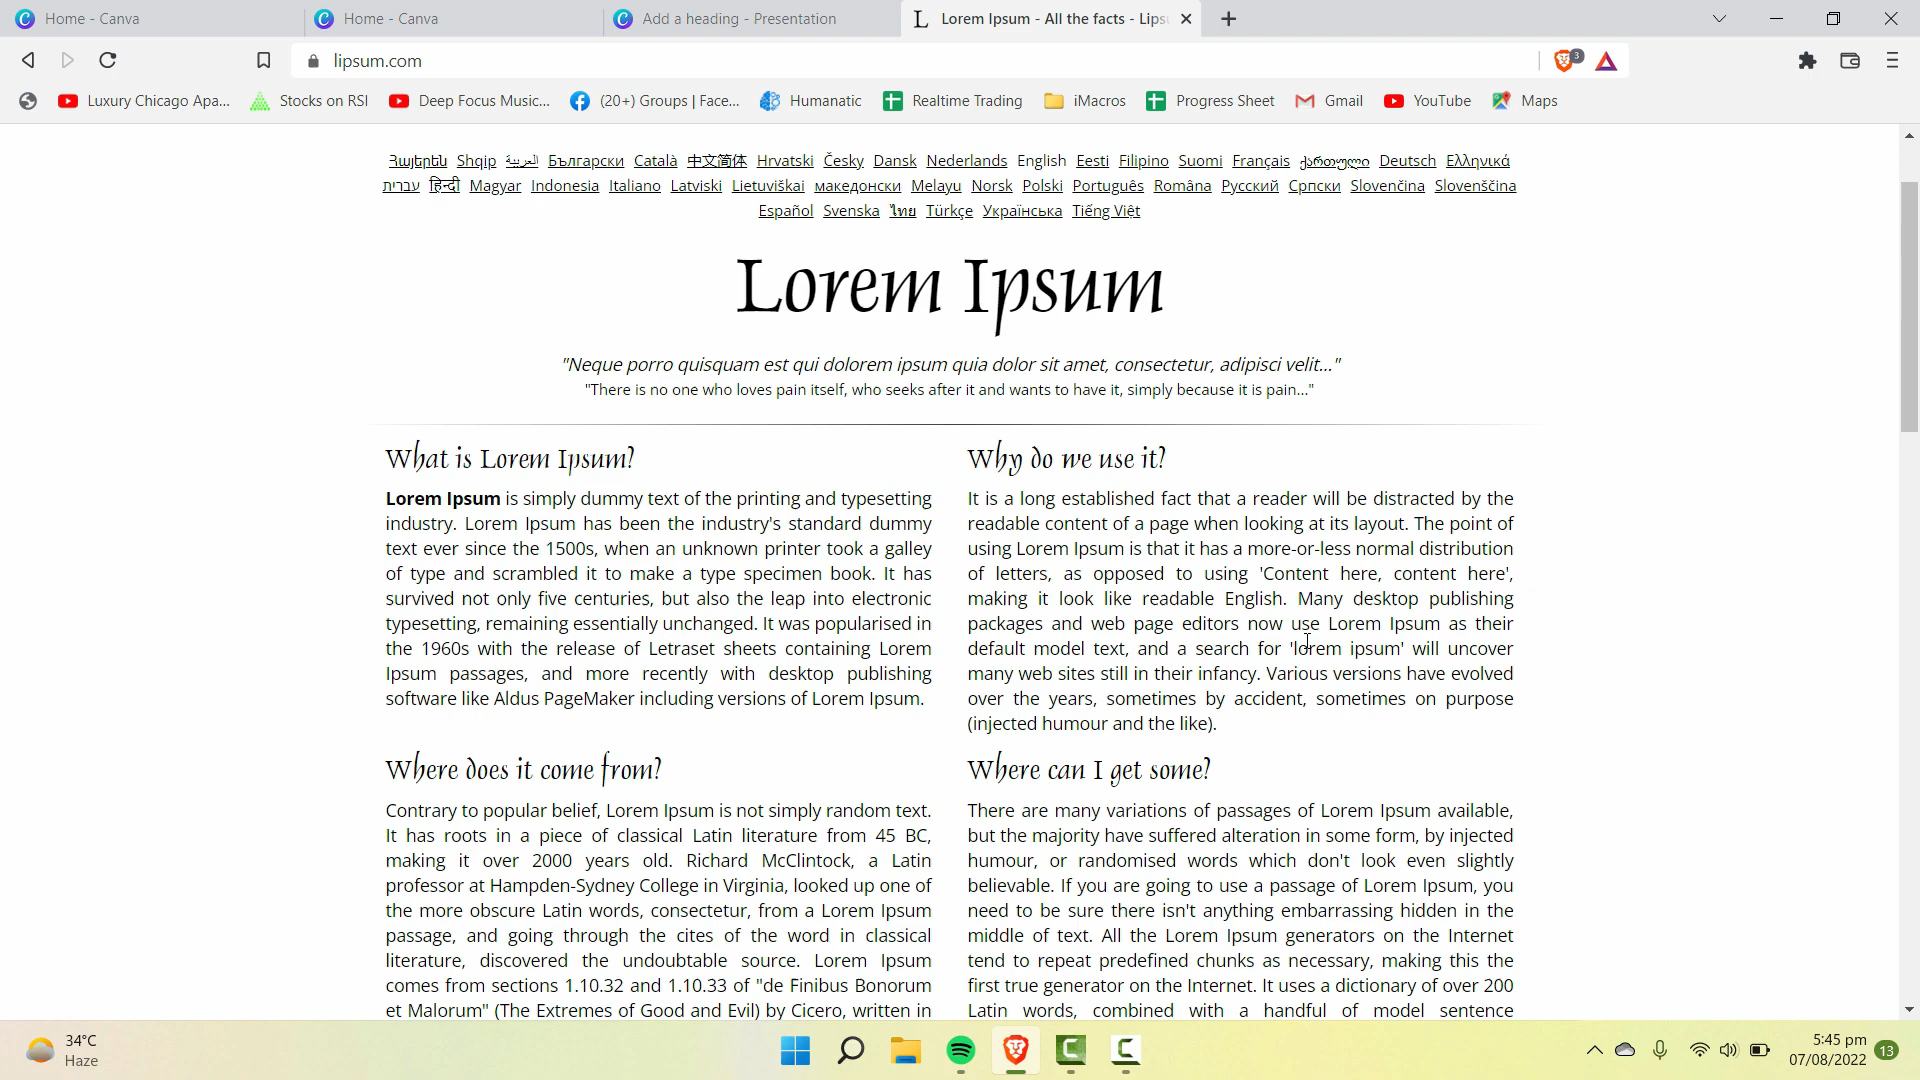 Home - Canva
Home - Canva
Add a heading - Presentation
Lorem Ipsum - All the facts - Lips
lipsum.com
3
Luxury Chicago Apa...
Stocks on RSI
Deep Focus Music...
(20+) Groups | Face...
Humanatic
Realtime Trading
iMacros
Progress Sheet
Gmail
YouTube
Maps
Հայերեն Shqip العربية Български Català 中文简体 Hrvatski Česky Dansk Nederlands English Eesti Filipino Suomi Français ქართული Deutsch Ελληνικά
עברית हिन्दी Magyar Indonesia Italiano Latviski Lietuviškai македонски Melayu Norsk Polski Português Româna Русский Српски Slovenčina Slovenščina
Español Svenska ไทย Türkçe Українська Tiếng Việt
Lorem Ipsum
"Neque porro quisquam est qui dolorem ipsum quia dolor sit amet, consectetur, adipisci velit..."
"There is no one who loves pain itself, who seeks after it and wants to have it, simply because it is pain..."
What is Lorem Ipsum?
Lorem Ipsum is simply dummy text of the printing and typesetting
industry. Lorem Ipsum has been the industry's standard dummy
text ever since the 1500s, when an unknown printer took a galley
of type and scrambled it to make a type specimen book. It has
survived not only five centuries, but also the leap into electronic
typesetting, remaining essentially unchanged. It was popularised in
the 1960s with the release of Letraset sheets containing Lorem
Ipsum passages, and more recently with desktop publishing
software like Aldus PageMaker including versions of Lorem Ipsum.
Why do we use it?
It is a long established fact that a reader will be distracted by the
readable content of a page when looking at its layout. The point of
using Lorem Ipsum is that it has a more-or-less normal distribution
of letters, as opposed to using 'Content here, content here',
making it look like readable English. Many desktop publishing
packages and web page editors now use Lorem Ipsum as their
default model text, and a search for 'lorem ipsum' will uncover
many web sites still in their infancy. Various versions have evolved
over the years, sometimes by accident, sometimes on purpose
(injected humour and the like).
Where does it come from?
Contrary to popular belief, Lorem Ipsum is not simply random text.
It has roots in a piece of classical Latin literature from 45 BC,
making it over 2000 years old. Richard McClintock, a Latin
professor at Hampden-Sydney College in Virginia, looked up one of
the more obscure Latin words, consectetur, from a Lorem Ipsum
passage, and going through the cites of the word in classical
literature, discovered the undoubtable source. Lorem Ipsum
comes from sections 1.10.32 and 1.10.33 of "de Finibus Bonorum
et Malorum" (The Extremes of Good and Evil) by Cicero, written in
Where can I get some?
There are many variations of passages of Lorem Ipsum available,
but the majority have suffered alteration in some form, by injected
humour, or randomised words which don't look even slightly
believable. If you are going to use a passage of Lorem Ipsum, you
need to be sure there isn't anything embarrassing hidden in the
middle of text. All the Lorem Ipsum generators on the Internet
tend to repeat predefined chunks as necessary, making this the
first true generator on the Internet. It uses a dictionary of over 200
Latin words, combined with a handful of model sentence
34°C
Haze
5:45 pm
07/08/2022
13